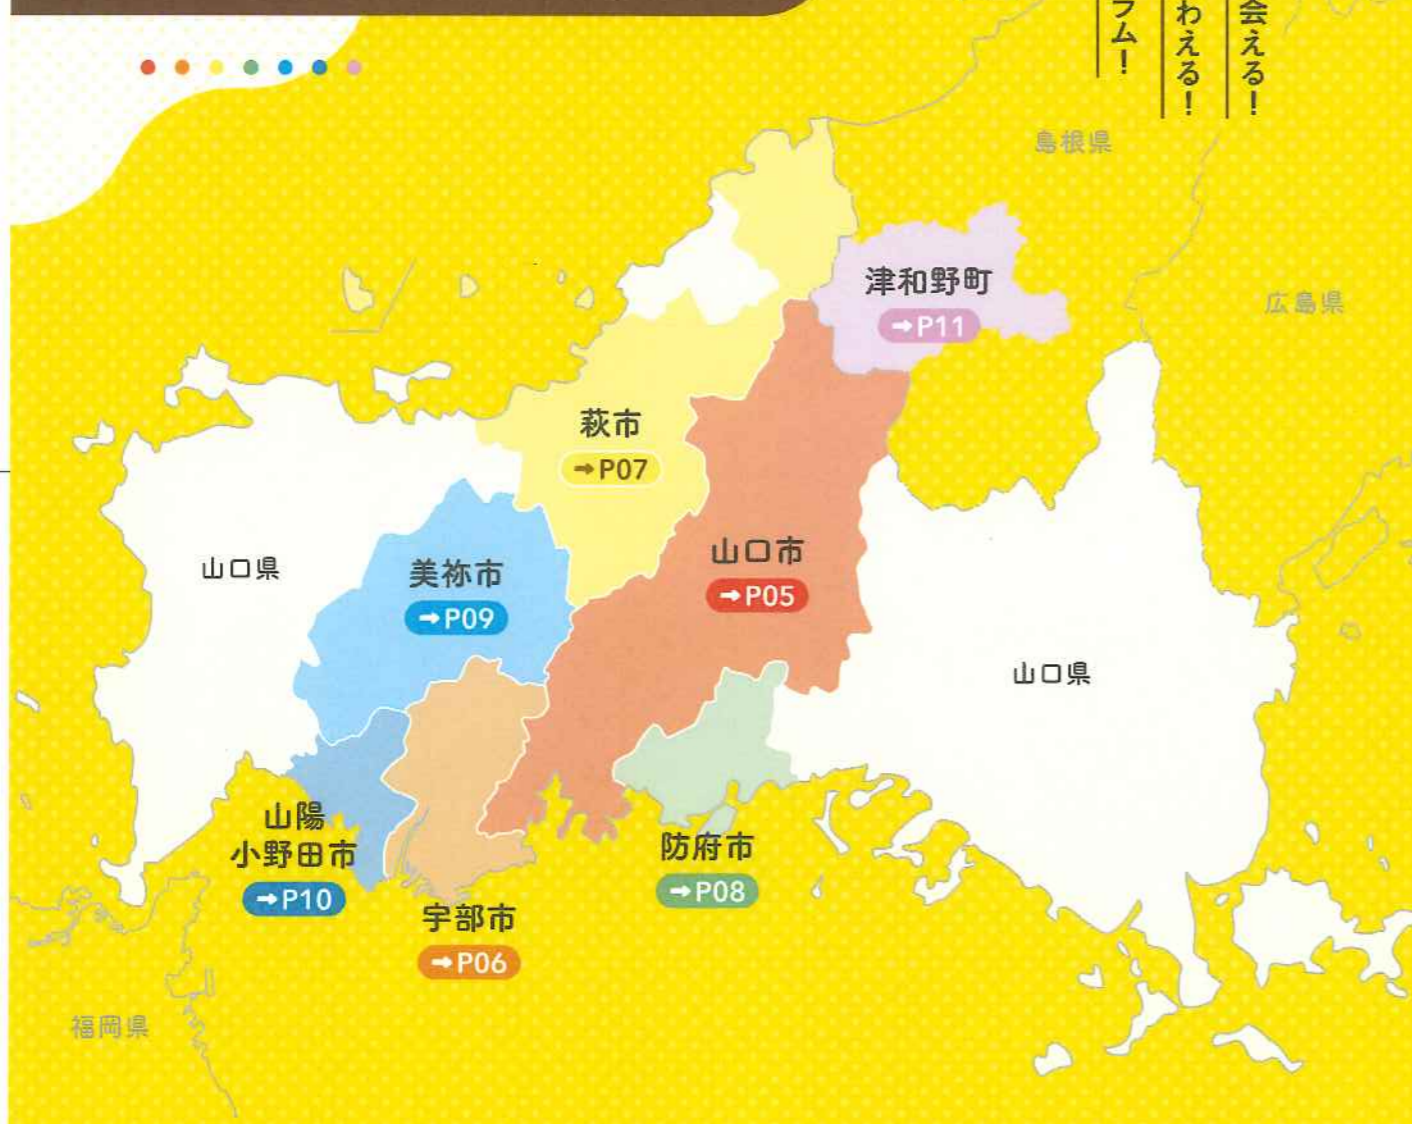 会える！
わえる！
ラム！
島根県
広島県
津和野町
➡P11
萩市
➡P07
山口市
➡P05
山口県
美祢市
➡P09
山口県
山陽
小野田市
➡P10
宇部市
➡P06
防府市
➡P08
福岡県